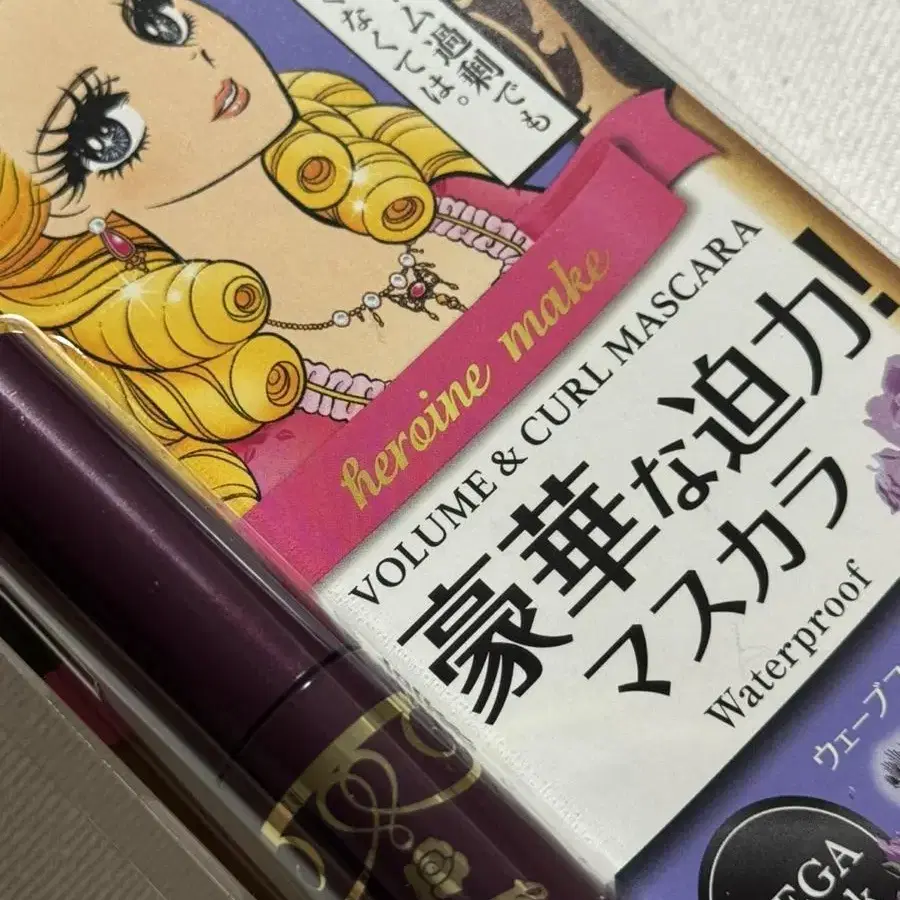 ム過剰でも
なくては。
heroine make
VOLUME & CURL MASCARA
豪華な迫力!
マスカラ
Waterproof
ウェーブ
EGA